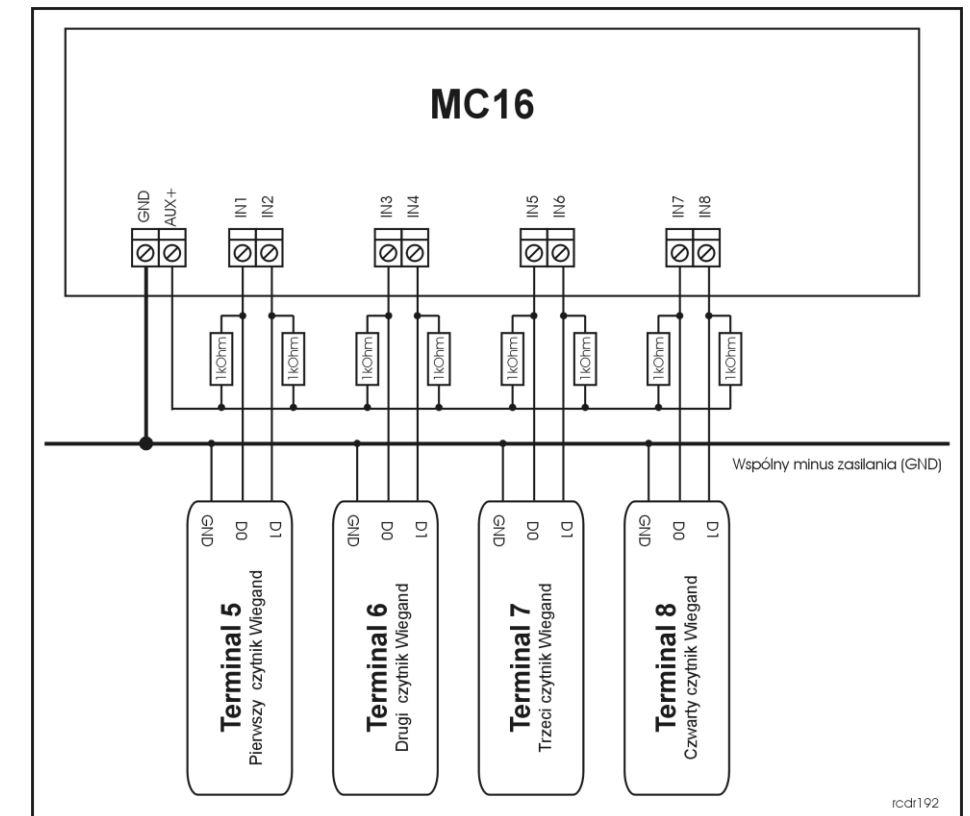 MC16
GND
AUX+
IN1
IN2
IN3
IN4
IN5
IN6
IN7
IN8
1kOhm
1kOhm
1kOhm
1kOhm
1kOhm
1kOhm
1kOhm
1kOhm
Wspólny minus zasilania (GND)
GND
D0
D1
Terminal 5
Pierwszy czytnik Wiegand
GND
D0
D1
Terminal 6
Drugi czytnik Wiegand
GND
D0
D1
Terminal 7
Trzeci czytnik Wiegand
GND
D0
D1
Terminal 8
Czwarty czytnik Wiegand
rcdr192